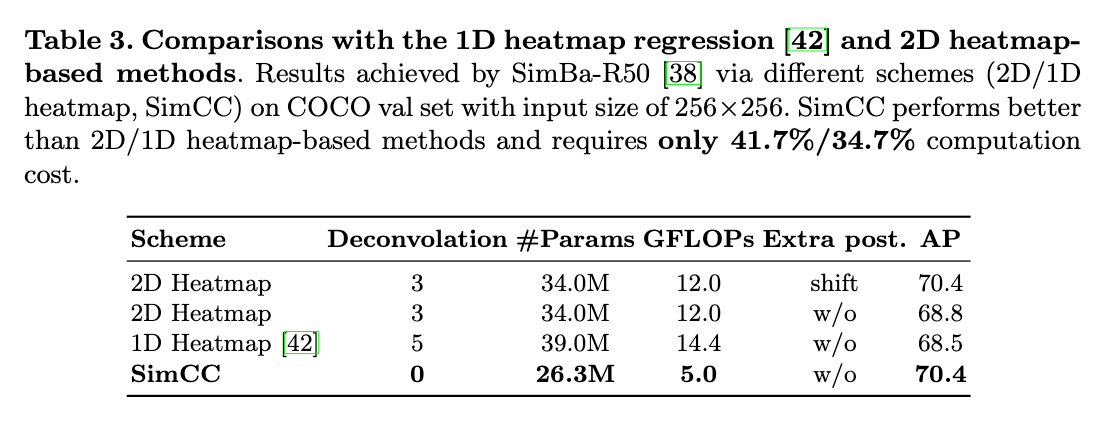 Table 3. Comparisons with the 1D heatmap regression [42] and 2D heatmap-
based methods. Results achieved by SimBa-R50 [38] via different schemes (2D/1D
heatmap, SimCC) on COCO val set with input size of 256×256. SimCC performs better
than 2D/1D heatmap-based methods and requires only 41.7%/34.7% computation
cost.
Scheme Deconvolation #Params GFLOPs Extra post. AP
2D Heatmap 3 34.0M 12.0 shift 70.4
2D Heatmap 3 34.0M 12.0 w/o 68.8
1D Heatmap [42] 5 39.0M 14.4 w/o 68.5
SimCC 0 26.3M 5.0 w/o 70.4